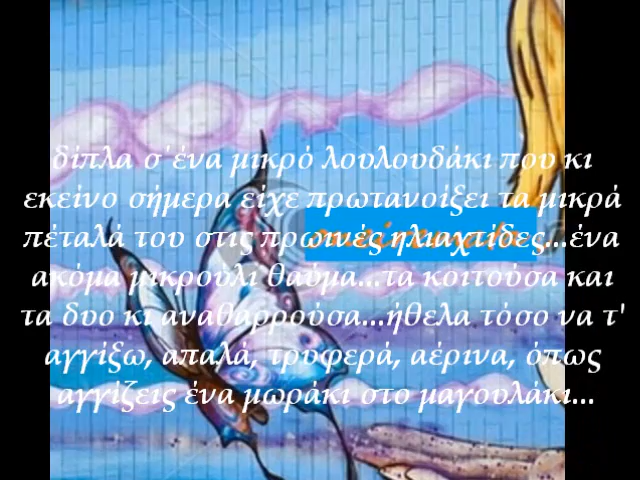 δίπλα σ΄ένα μικρό λουλουδάκι που κι
εκείνο σήμερα είχε πρωτανοίξει τα μικρά
πέταλά του στις πρωινές ηλιαχτίδες...ένα
ακόμα μικρούλι θαύμα...τα κοιτούσα και
τα δυο κι αναθαρρούσα...ήθελα τόσο να τ'
αγγίξω, απαλά, τρυφερά, αέρινα, όπως
αγγίζεις ένα μωράκι στο μαγουλάκι...